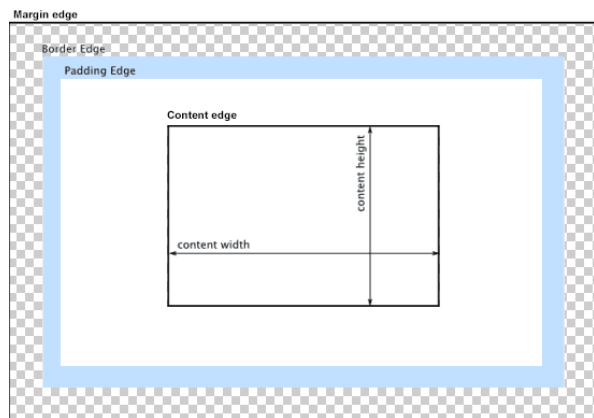 Margin edge
Border Edge
Padding Edge
Content edge
content height
content width